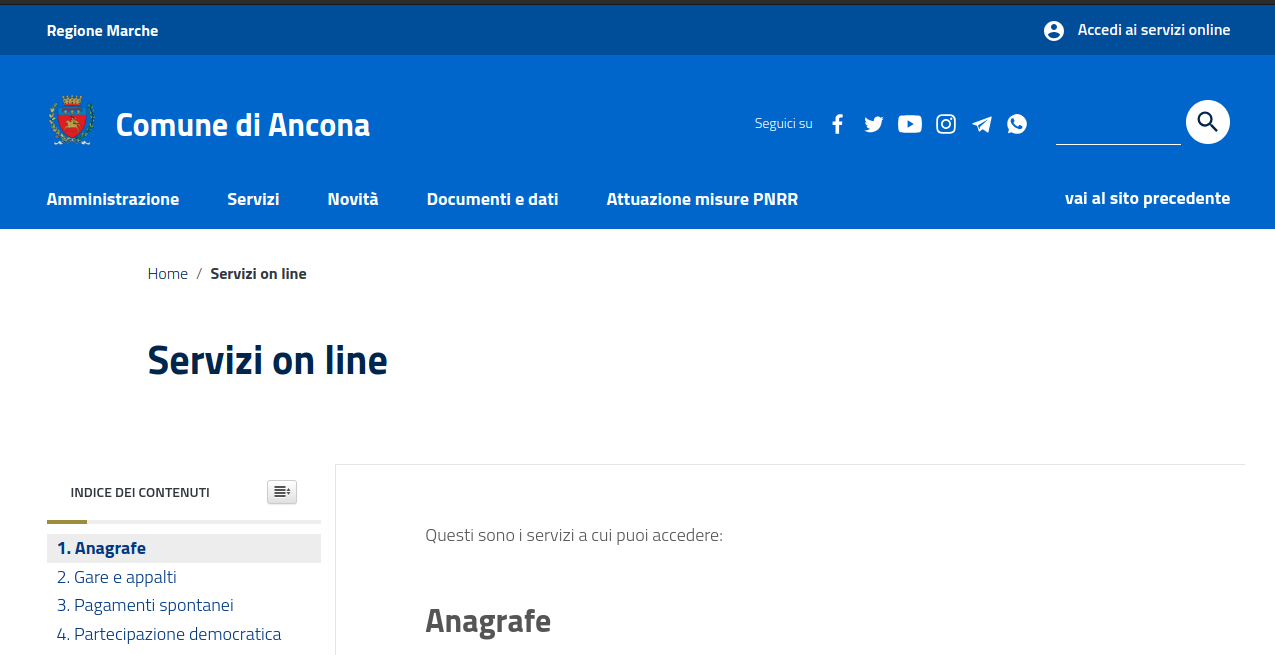 Regione Marche
Accedi ai servizi online
Comune di Ancona
Seguici su
Amministrazione
Servizi
Novità
Documenti e dati
Attuazione misure PNRR
vai al sito precedente
Home / Servizi on line
Servizi on line
INDICE DEI CONTENUTI
1. Anagrafe
2. Gare e appalti
3. Pagamenti spontanei
4. Partecipazione democratica
Questi sono i servizi a cui puoi accedere:
Anagrafe